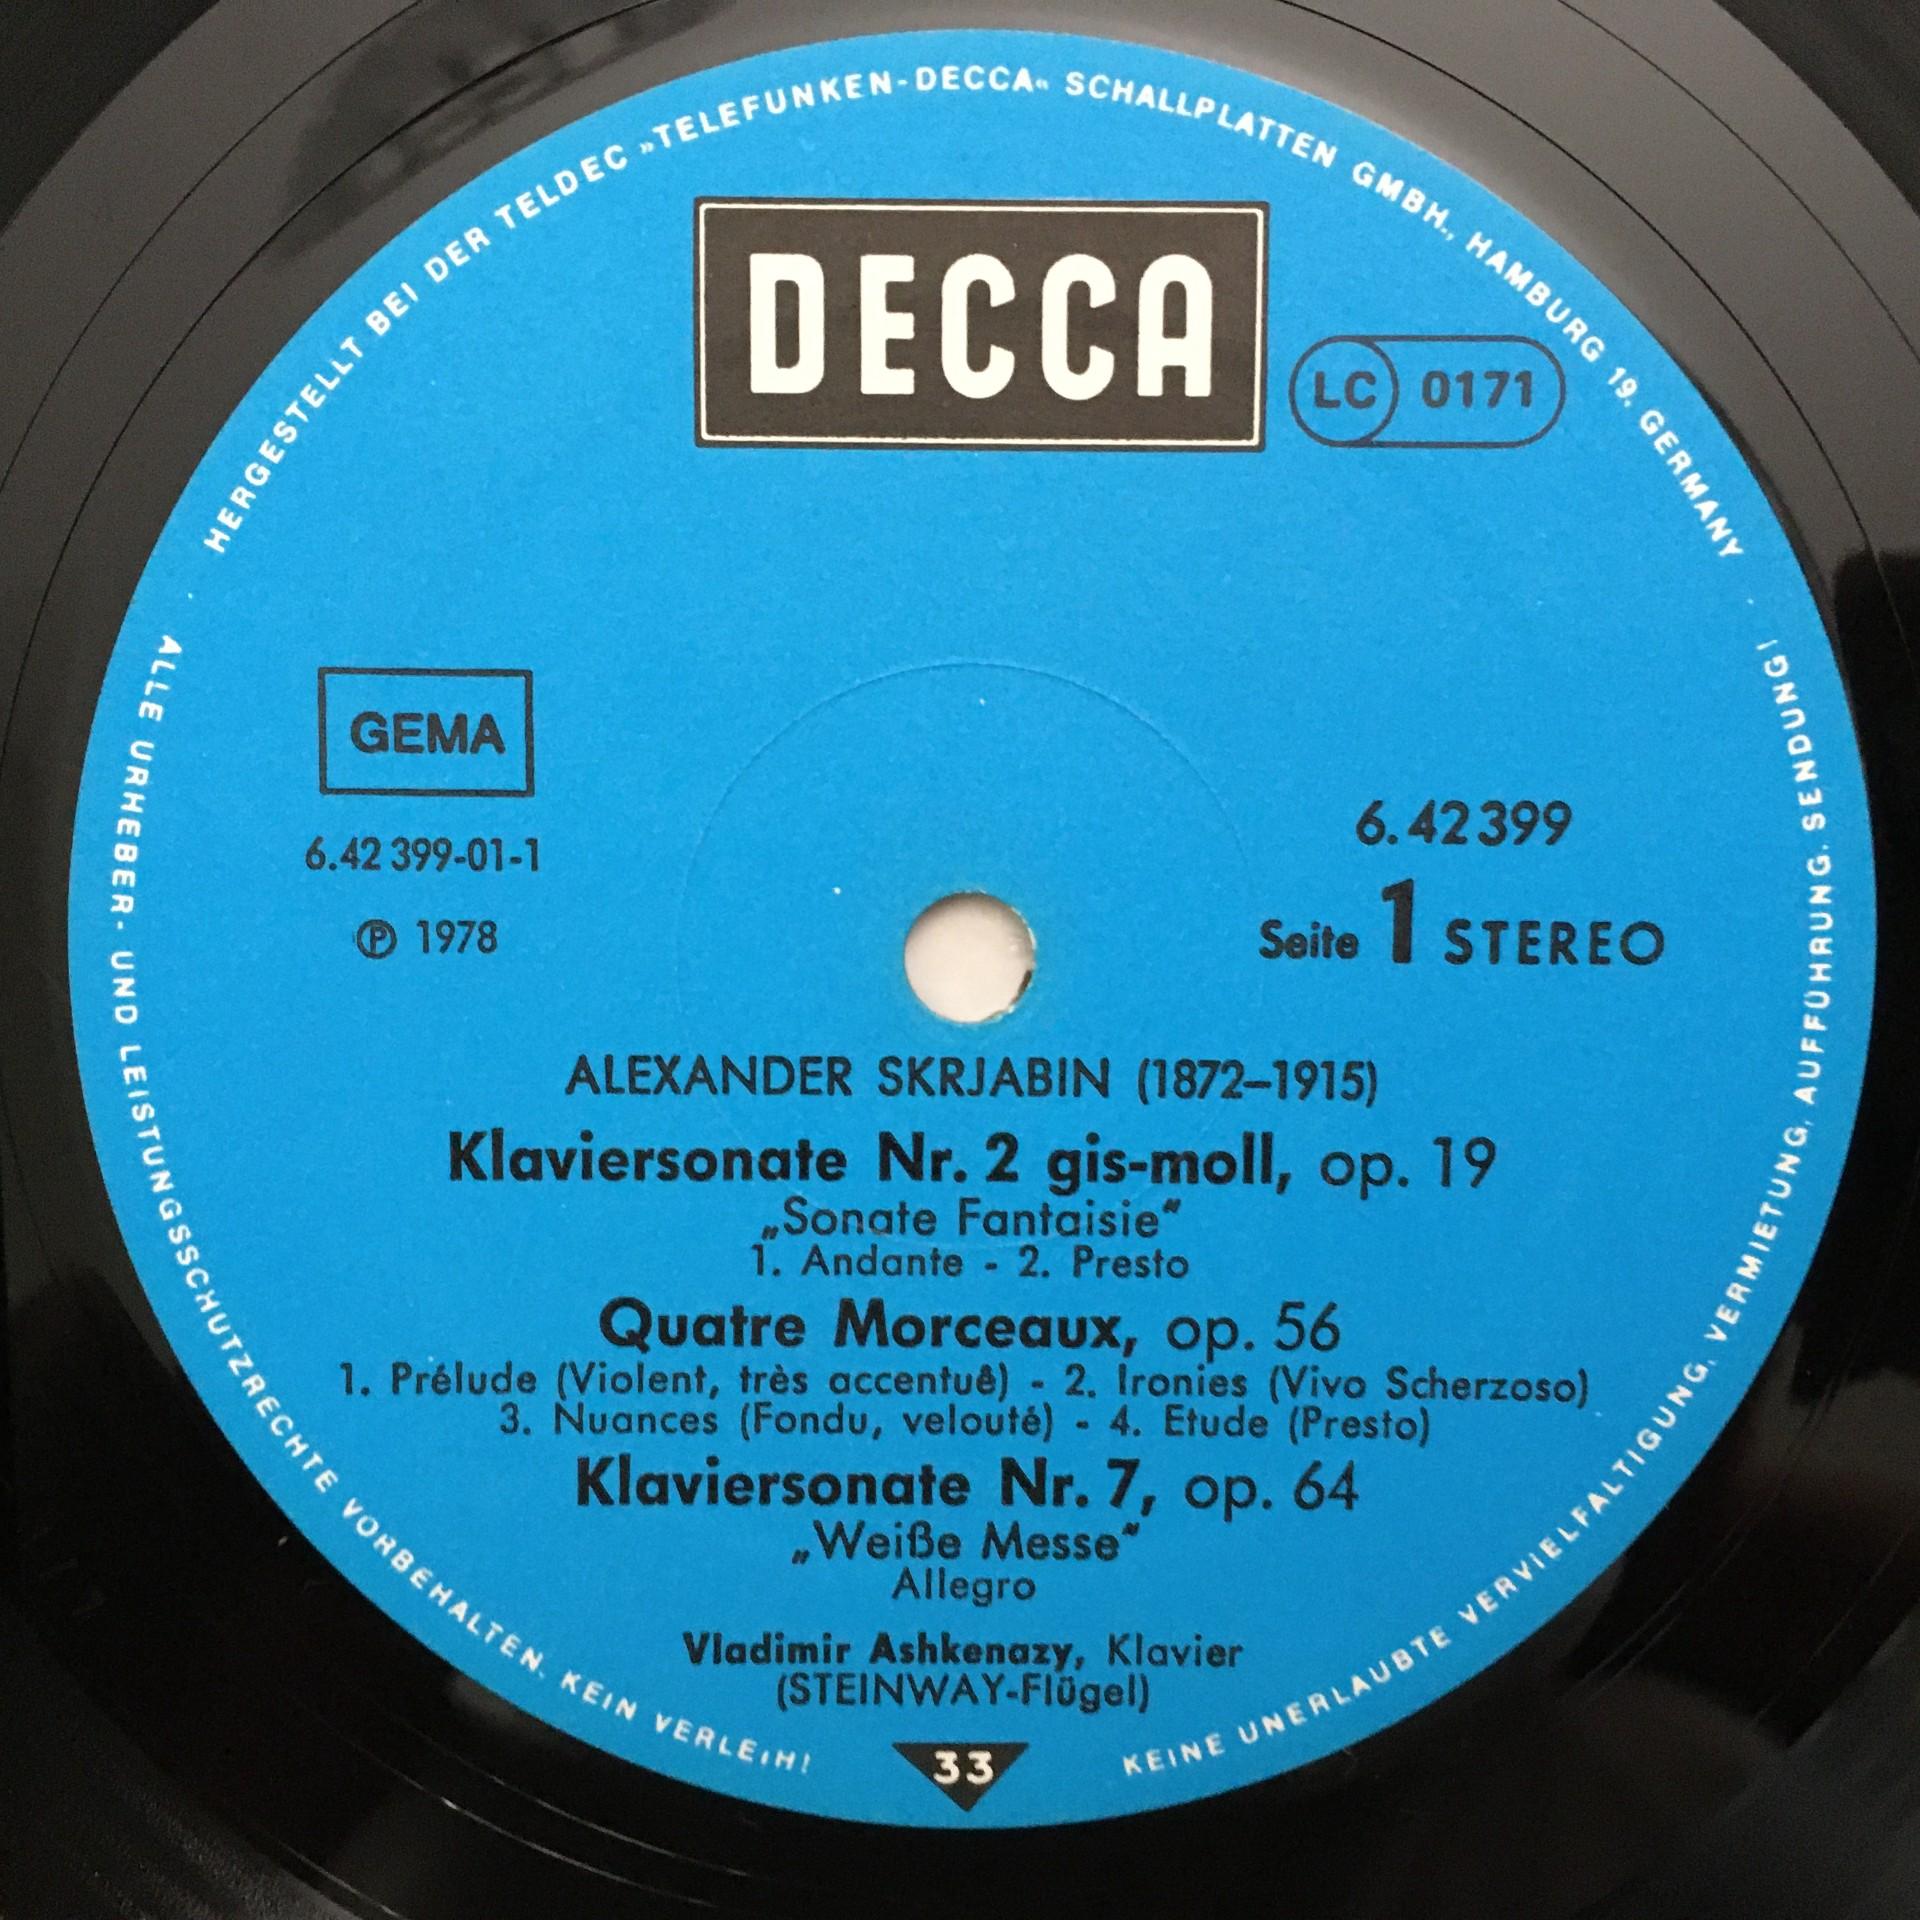 HERGESTELLT BEI DER TELDEC »TELEFUNKEN-DECCA« SCHALLPLATTEN GMBH., HAMBURG 19. GERMANY
DECCA
LC 0171
GEMA
6.42 399-01-1
℗ 1978
6.42 399
Seite 1 STEREO
ALEXANDER SKRJABIN (1872–1915)
Klaviersonate Nr. 2 gis-moll, op. 19
„Sonate Fantaisie“
1. Andante - 2. Presto
Quatre Morceaux, op. 56
1. Prélude (Violent, très accentuê) - 2. Ironies (Vivo Scherzoso)
3. Nuances (Fondu, velouté) - 4. Etude (Presto)
Klaviersonate Nr. 7, op. 64
„Weiße Messe“
Allegro
Vladimir Ashkenazy, Klavier
(STEINWAY-Flügel)
33
ALLE URHEBER- UND LEISTUNGSSCHUTZRECHTE VORBEHALTEN. KEIN VERLEIH!
KEINE UNERLAUBTE VERVIELFALTIGUNG, VERMIETUNG, AUFFÜHRUNG, SENDUNG!